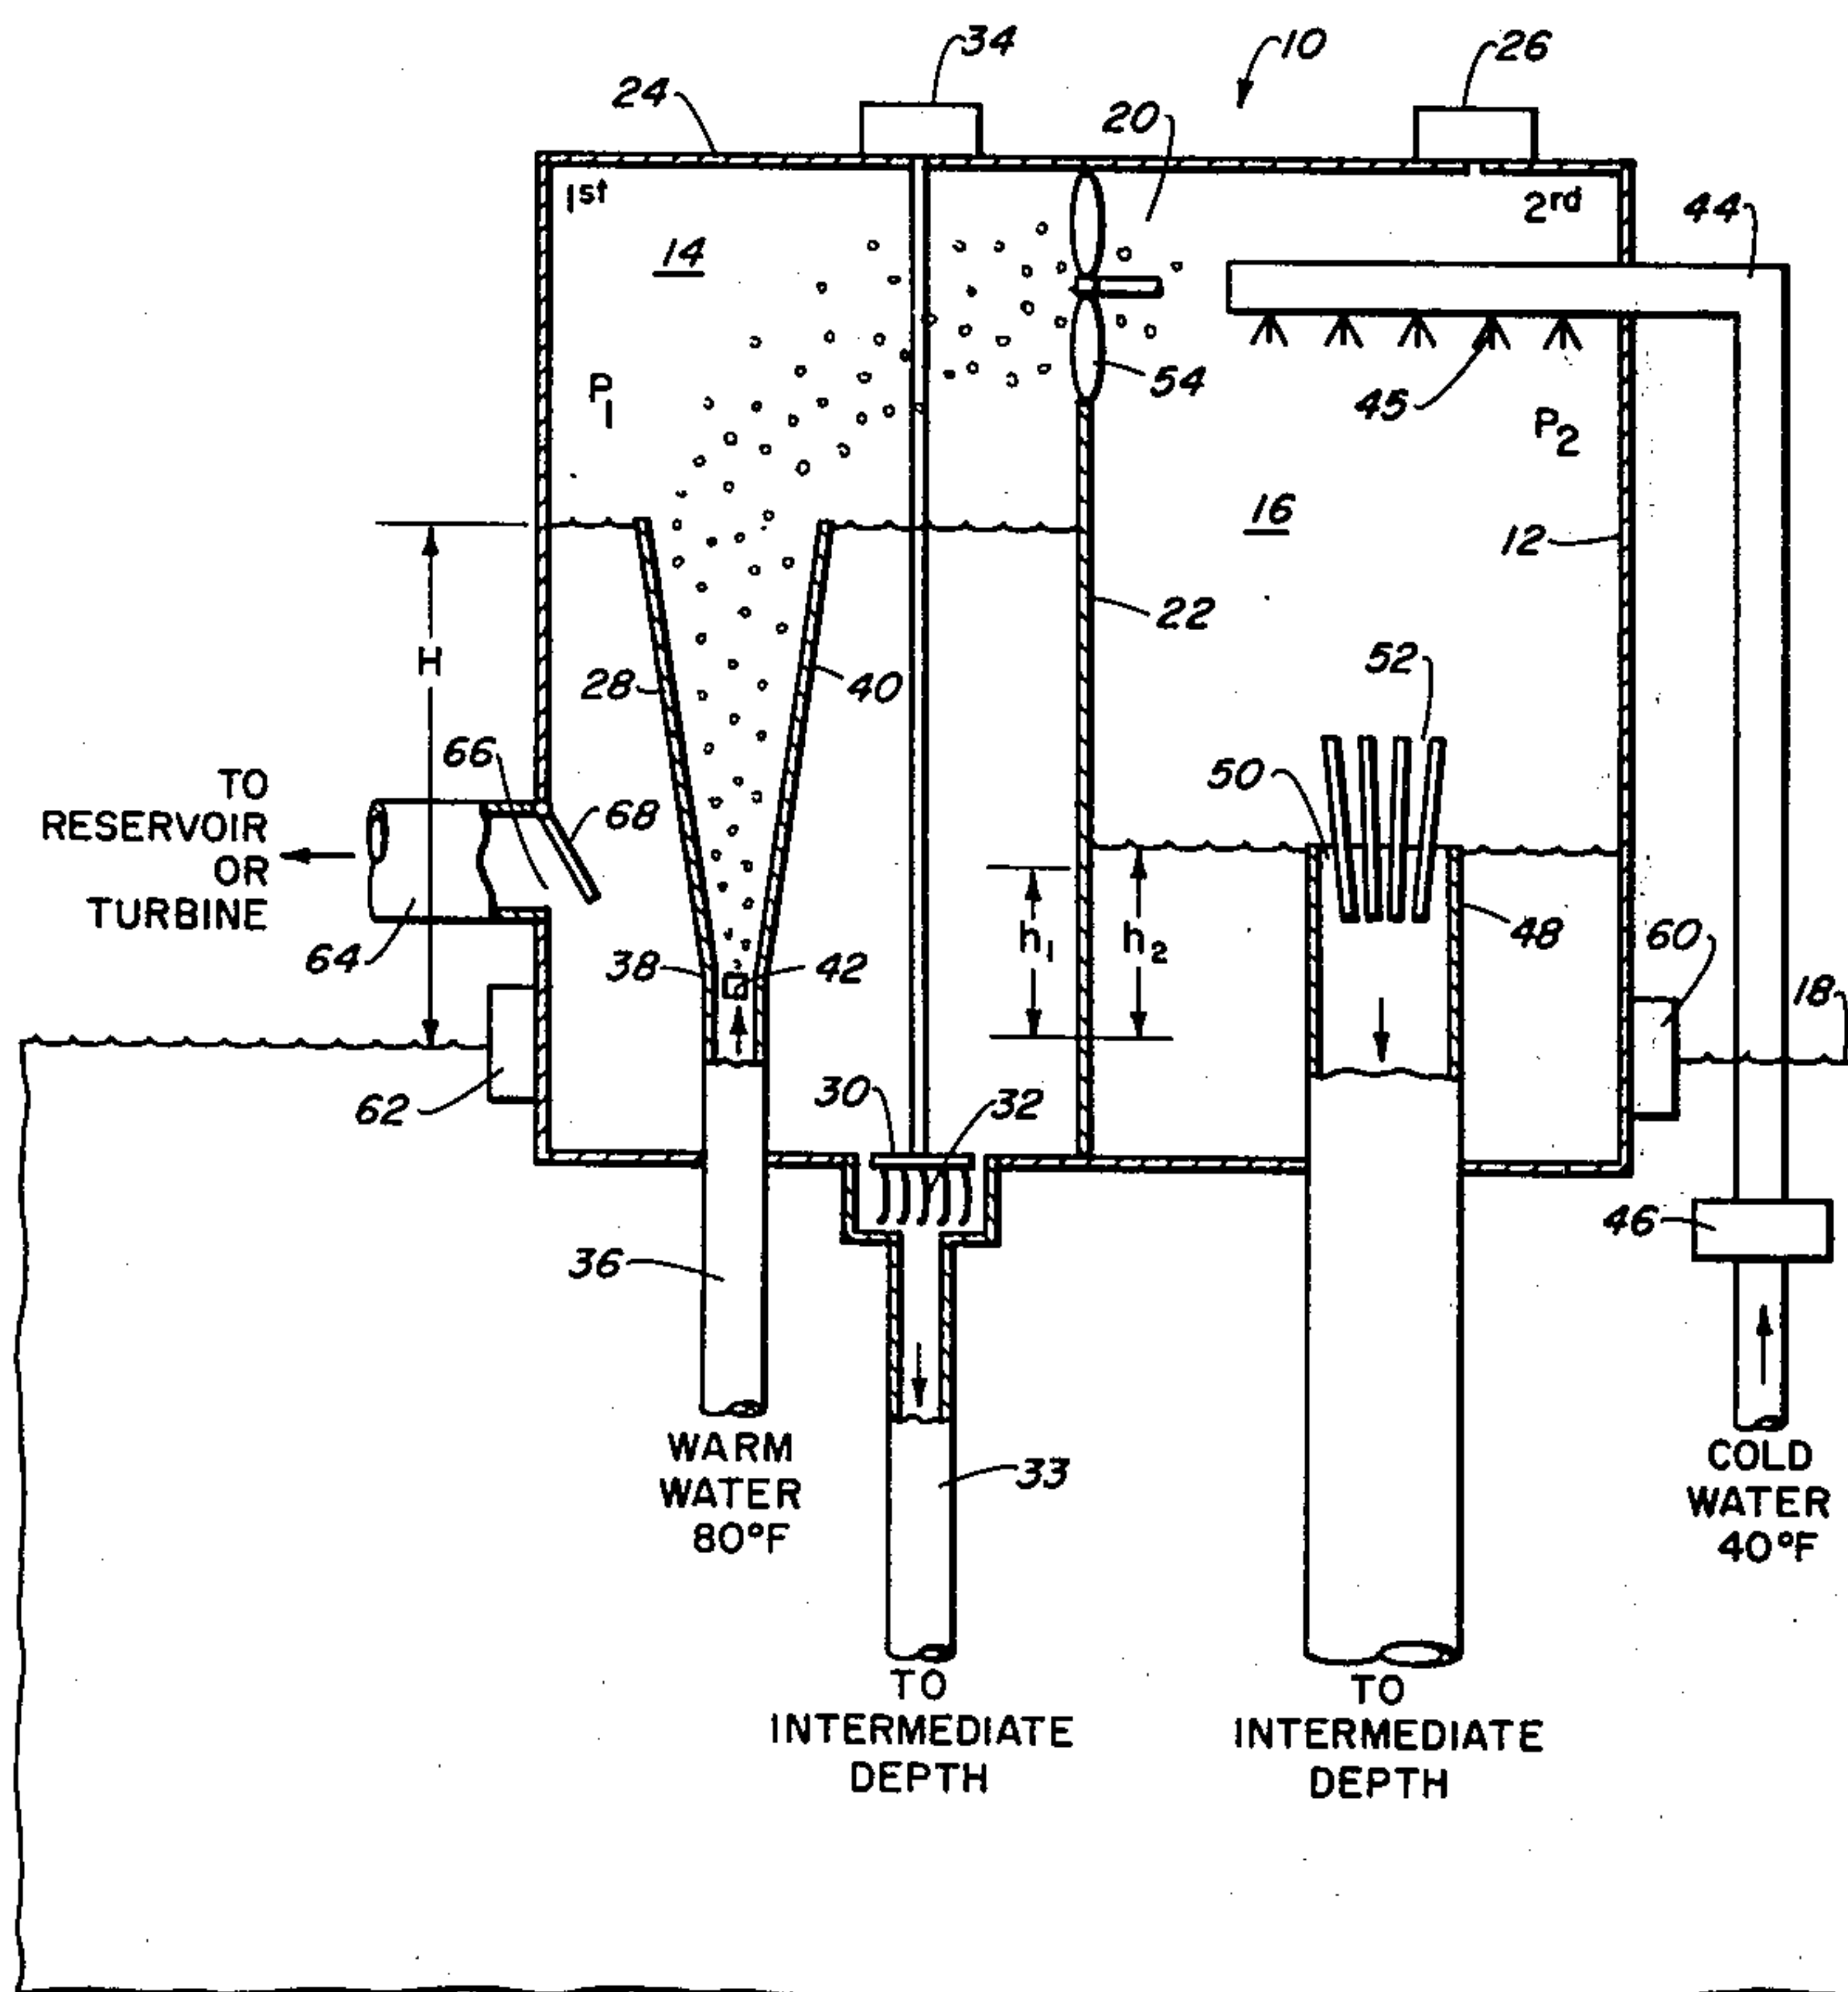 34
10
26
24
20
1st
2rd
44
14
54
45
P1
P2
16
12
H
22
28
40
52
66
50
68
TO
RESERVOIR
OR
TURBINE
h1
h2
48
60
64
38
42
18
62
30
32
46
36
WARM
WATER
80°F
33
COLD
WATER
40°F
TO
INTERMEDIATE
DEPTH
TO
INTERMEDIATE
DEPTH